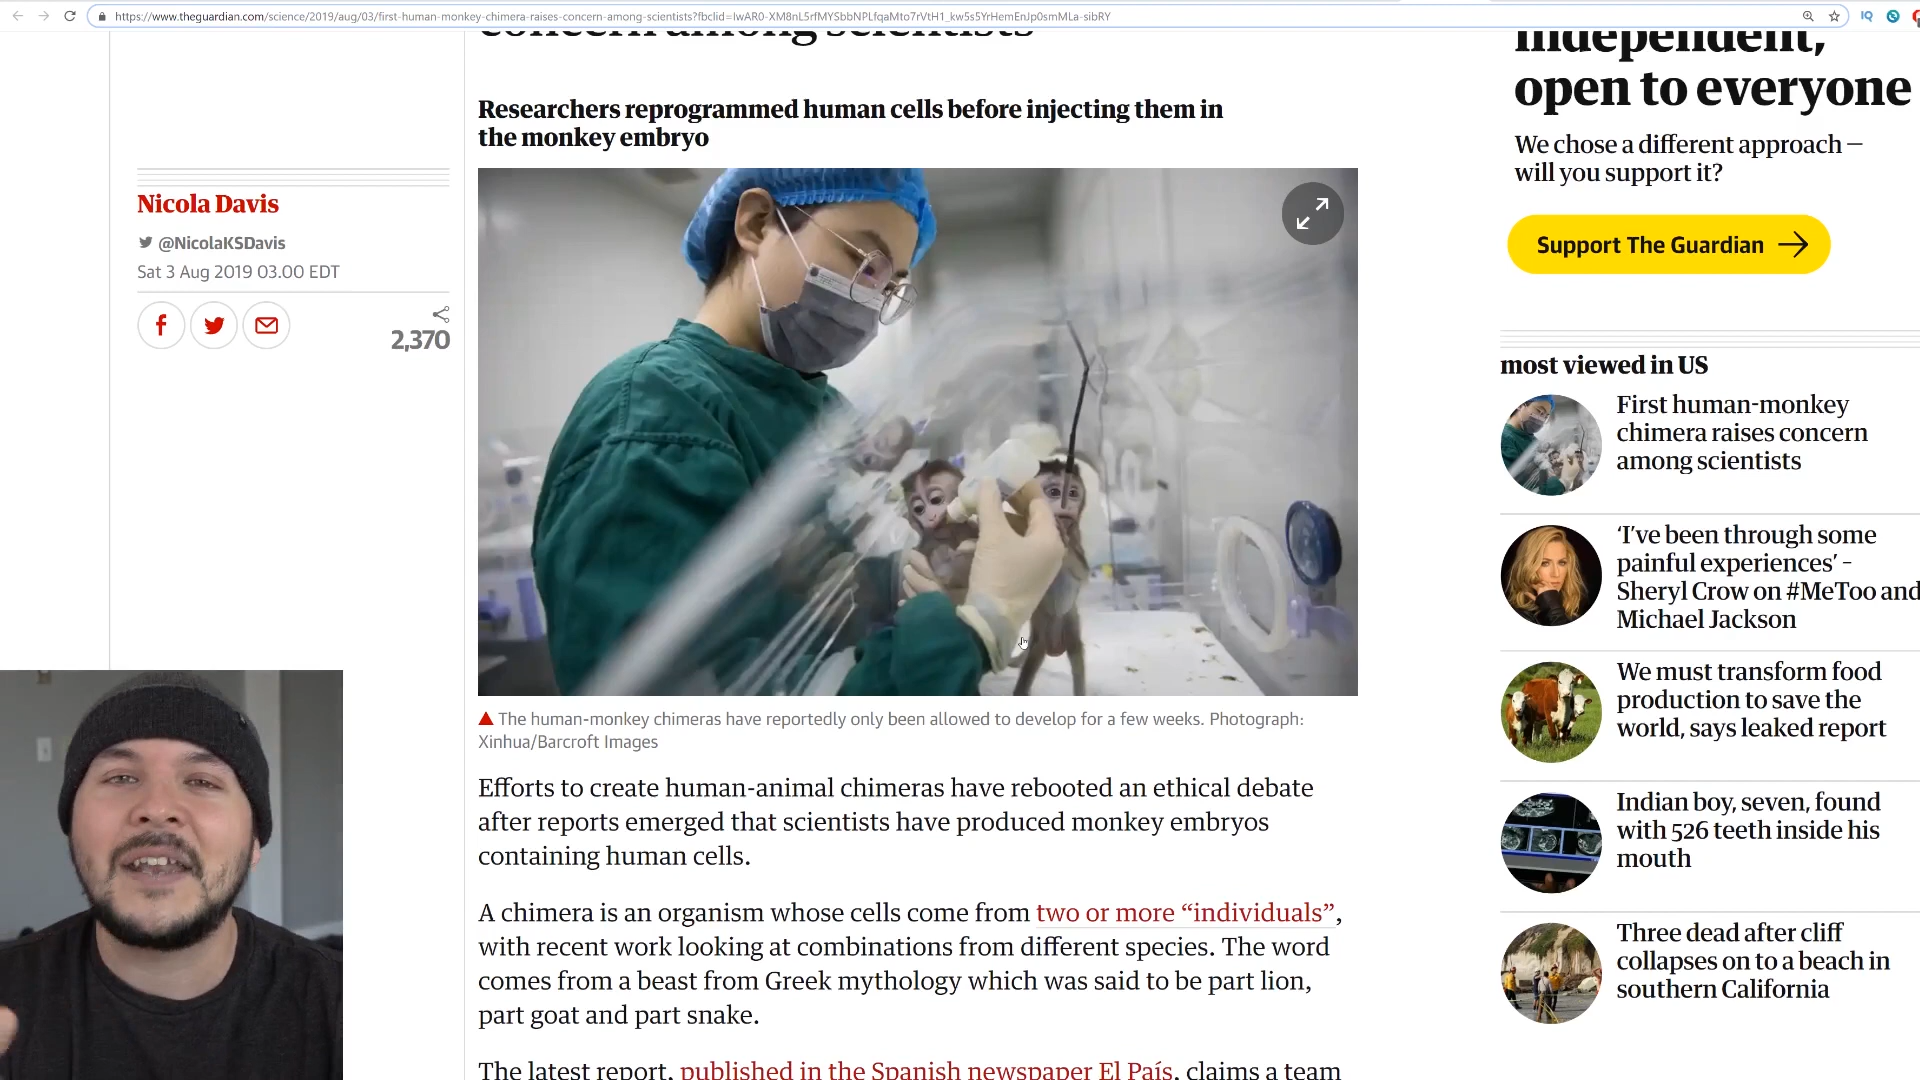 https://www.theguardian.com/science/2019/aug/03/first-human-monkey-chimera-raises-concern-among-scientists?fbclid=IwAR0-XM8nL5rfMYSbbNPLfqaMto7rVtH1_kw5s5YrHemEnJp0smMLa-sibRY
IQ
concern among scientists
Researchers reprogrammed human cells before injecting them in
the monkey embryo
Nicola Davis
@NicolaKSDavis
Sat 3 Aug 2019 03.00 EDT
2,370
The human-monkey chimeras have reportedly only been allowed to develop for a few weeks. Photograph:
Xinhua/Barcroft Images
Efforts to create human-animal chimeras have rebooted an ethical debate
after reports emerged that scientists have produced monkey embryos
containing human cells.
A chimera is an organism whose cells come from two or more “individuals”,
with recent work looking at combinations from different species. The word
comes from a beast from Greek mythology which was said to be part lion,
part goat and part snake.
The latest report, published in the Spanish newspaper El País, claims a team
independent,
open to everyone
We chose a different approach —
will you support it?
Support The Guardian
most viewed in US
First human-monkey
chimera raises concern
among scientists
‘I’ve been through some
painful experiences’ –
Sheryl Crow on #MeToo and
Michael Jackson
We must transform food
production to save the
world, says leaked report
Indian boy, seven, found
with 526 teeth inside his
mouth
Three dead after cliff
collapses on to a beach in
southern California